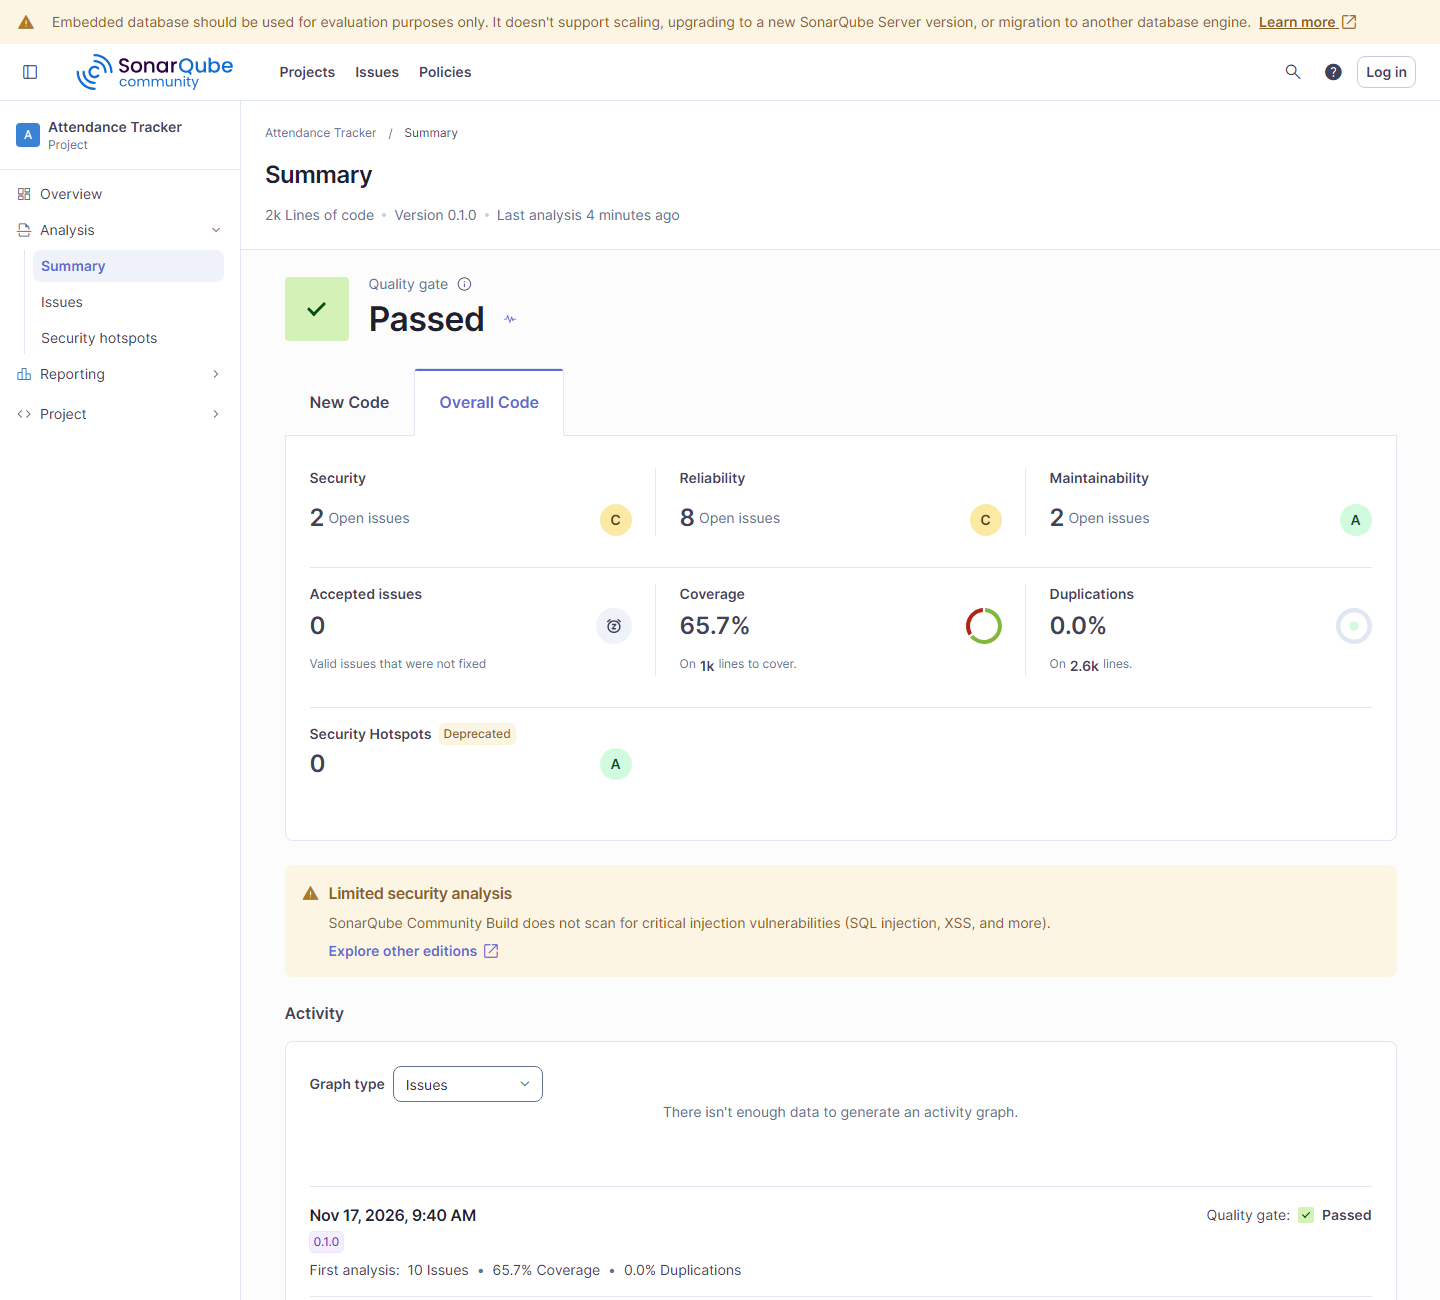 Embedded database should be used for evaluation purposes only. It doesn't support scaling, upgrading to a new SonarQube Server version, or migration to another database engine. Learn more
SonarQube community
Projects Issues Policies
? Log in
A Attendance Tracker
Project
Overview
Analysis
Summary
Issues
Security hotspots
Reporting
Project
Attendance Tracker / Summary
Summary
2k Lines of code • Version 0.1.0 • Last analysis 4 minutes ago
Quality gate
Passed
New Code Overall Code
Security
2 Open issues C
Reliability
8 Open issues C
Maintainability
2 Open issues A
Accepted issues
0
Valid issues that were not fixed
Coverage
65.7%
On 1k lines to cover.
Duplications
0.0%
On 2.6k lines.
Security Hotspots Deprecated
0 A
Limited security analysis
SonarQube Community Build does not scan for critical injection vulnerabilities (SQL injection, XSS, and more).
Explore other editions
Activity
Graph type Issues
There isn't enough data to generate an activity graph.
Nov 17, 2026, 9:40 AM Quality gate: Passed
0.1.0
First analysis: 10 Issues • 65.7% Coverage • 0.0% Duplications